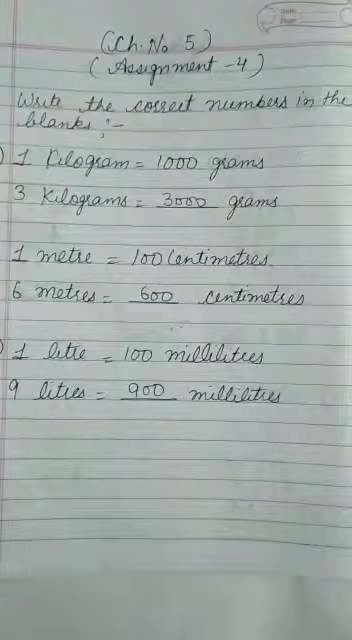 (Ch. No 5)
(Assignment -4)
Write the correct numbers in the
blanks :-
) 1 Kilogram = 1000 grams
3 Kilograms = 3000 grams
1 metre = 100 Centimetres
6 metres = 600 centimetres
) 1 litre = 100 millilitres
9 litres = 900 millilitres